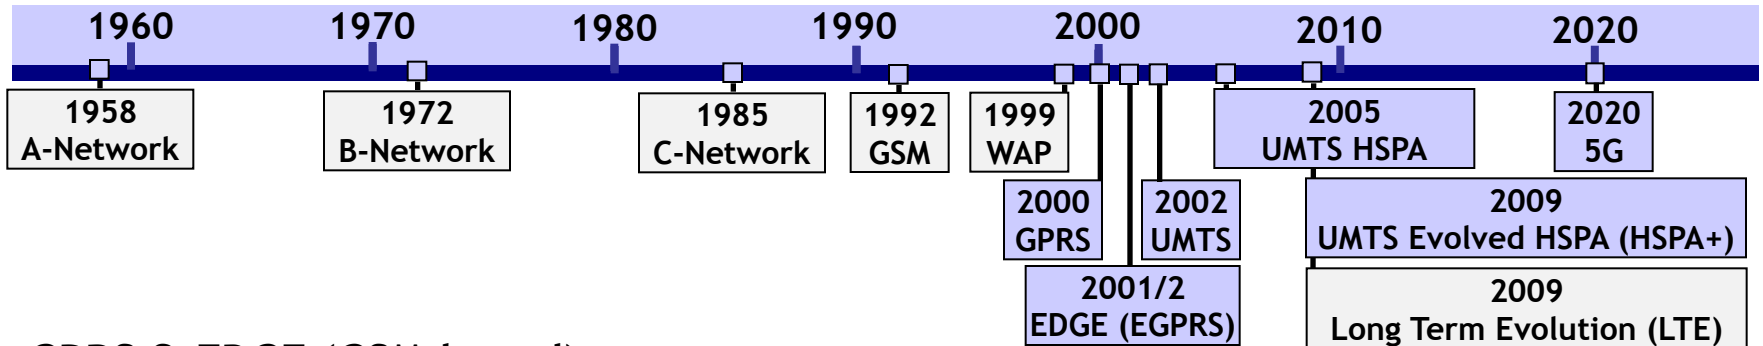 1960 1970 1980 1990 2000 2010 2020
1958
A-Network
1972
B-Network
1985
C-Network
1992
GSM
1999
WAP
2005
UMTS HSPA
2020
5G
2000
GPRS
2002
UMTS
2009
UMTS Evolved HSPA (HSPA+)
2001/2
EDGE (EGPRS)
2009
Long Term Evolution (LTE)